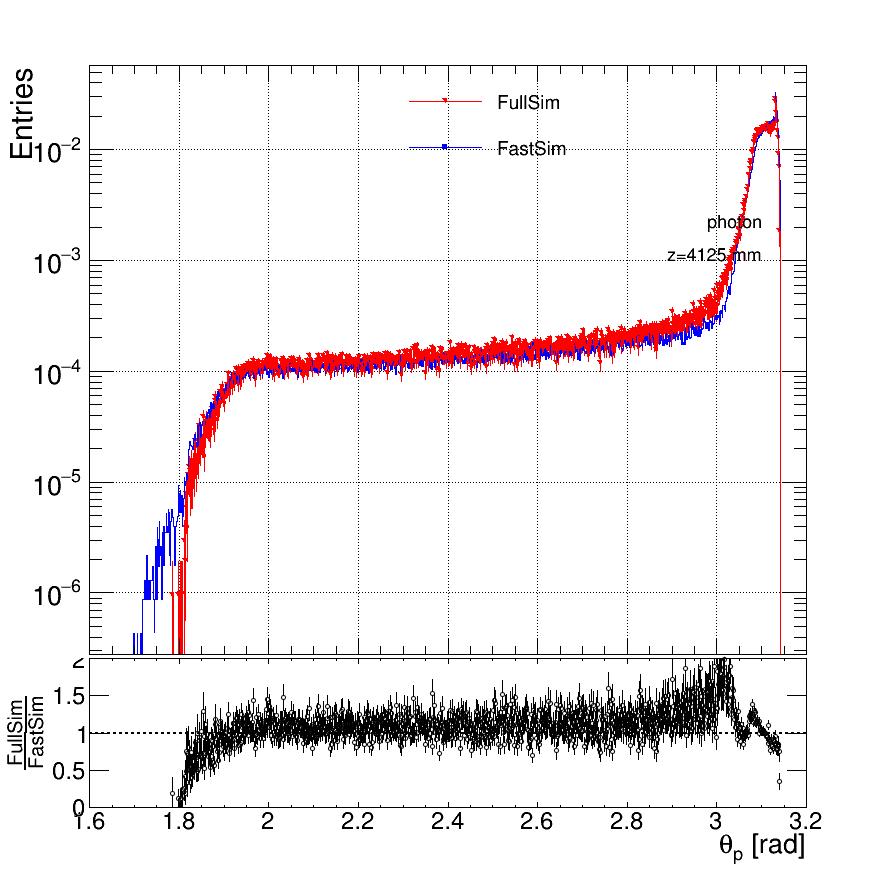 Entries
FullSim
FastSim
photon
z=4125 mm
10−2
10−3
10−4
10−5
10−6
FullSim
FastSim
2
1.5
1
0.5
0
1.6 1.8 2 2.2 2.4 2.6 2.8 3 3.2
θp [rad]